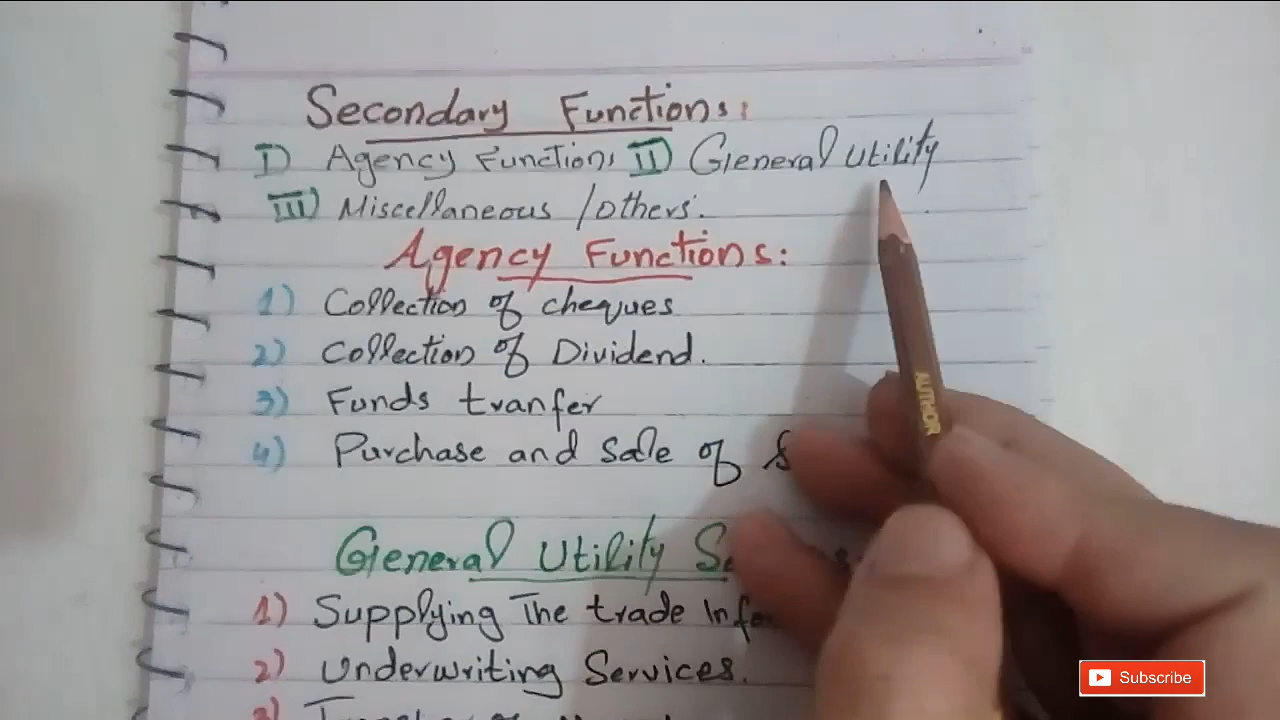 Secondary Functions:
I) Agency Functions II) General Utility
III) Miscellaneous /others.
Agency Functions:
1) Collection of cheques
2) Collection of Dividend.
3) Funds tranfer
4) Purchase and sale of
General Utility
1) Supplying The trade
2) Underwriting Services.
3)
AUTHOR
Subscribe